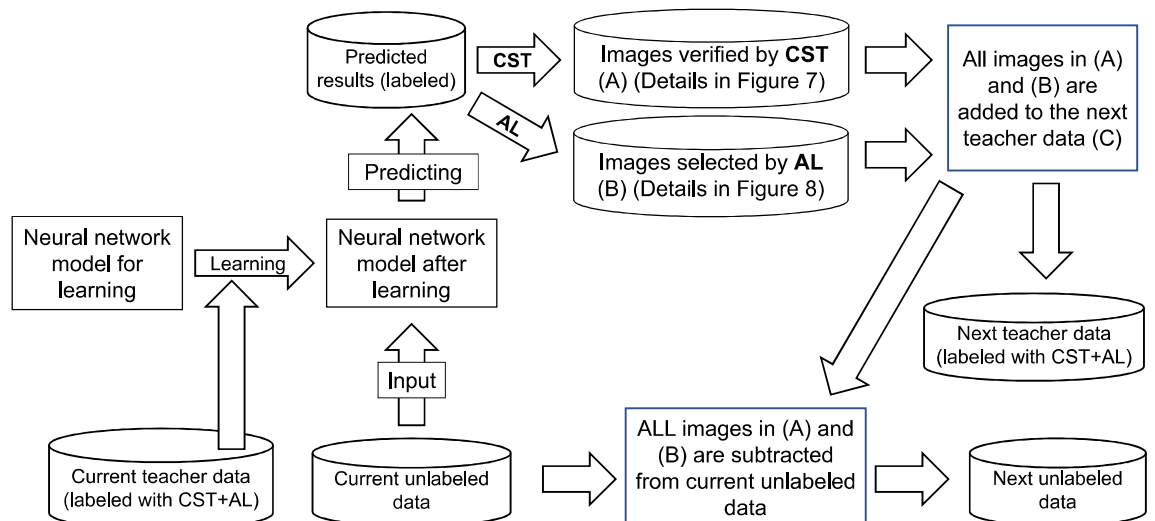 Predicted
results (labeled)
CST
Images verified by CST
(A) (Details in Figure 7)
All images in (A)
and (B) are
added to the next
teacher data (C)
AL
Images selected by AL
(B) (Details in Figure 8)
Predicting
Neural network
model for
learning
Learning
Neural network
model after
learning
Next teacher data
(labeled with CST+AL)
Input
Current teacher data
(labeled with CST+AL)
Current unlabeled
data
ALL images in (A) and
(B) are subtracted
from current unlabeled
data
Next unlabeled
data